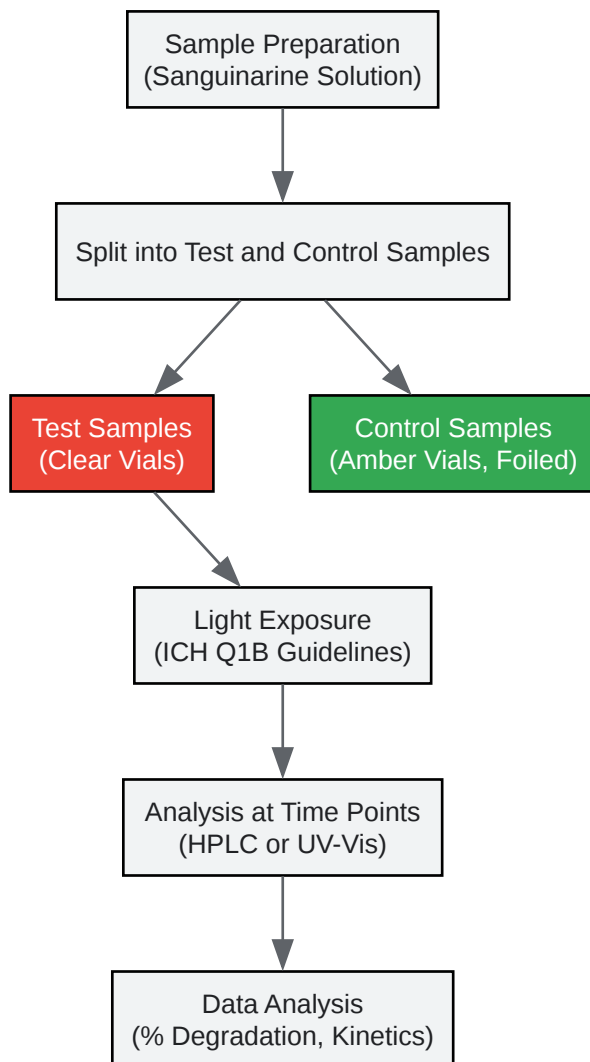 Sample Preparation
(Sanguinarine Solution)
Split into Test and Control Samples
Test Samples
(Clear Vials)
Control Samples
(Amber Vials, Foiled)
Light Exposure
(ICH Q1B Guidelines)
Analysis at Time Points
(HPLC or UV-Vis)
Data Analysis
(% Degradation, Kinetics)